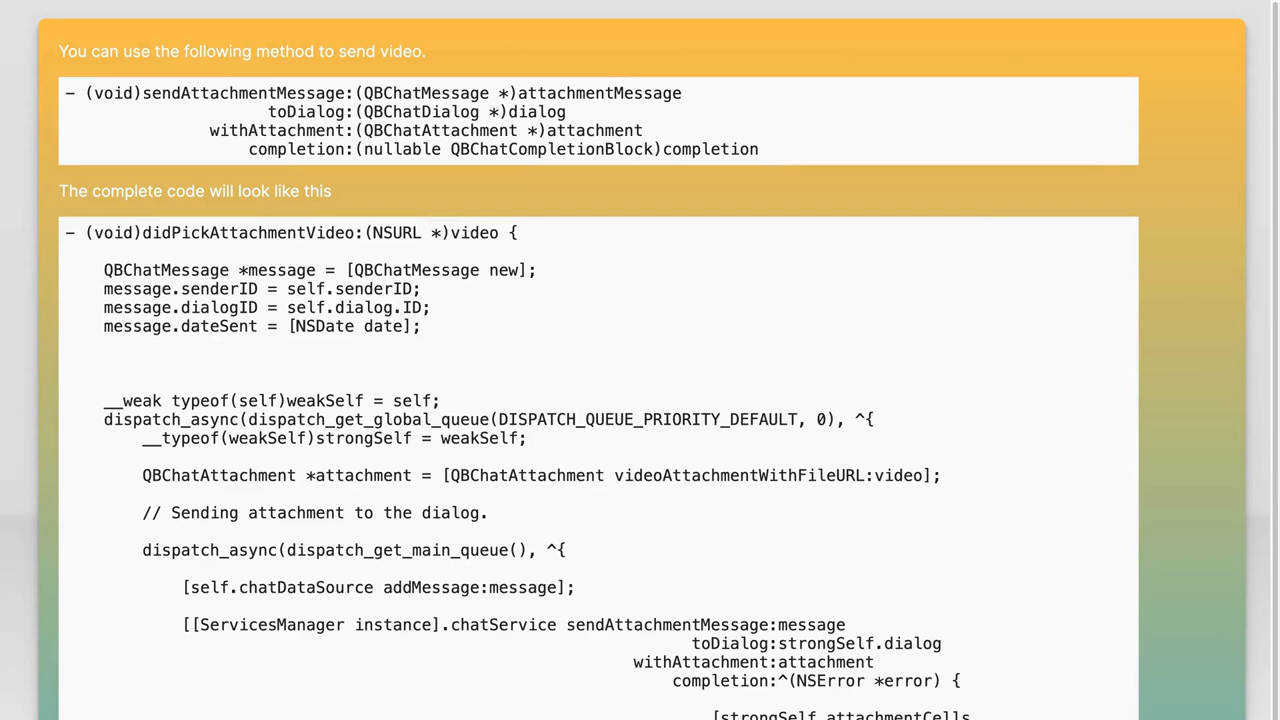 You can use the following method to send video.
- (void)sendAttachmentMessage:(QBChatMessage *)attachmentMessage
toDialog:(QBChatDialog *)dialog
withAttachment:(QBChatAttachment *)attachment
completion:(nullable QBChatCompletionBlock)completion
The complete code will look like this
- (void)didPickAttachmentVideo:(NSURL *)video {
QBChatMessage *message = [QBChatMessage new];
message.senderID = self.senderID;
message.dialogID = self.dialog.ID;
message.dateSent = [NSDate date];
__weak typeof(self)weakSelf = self;
dispatch_async(dispatch_get_global_queue(DISPATCH_QUEUE_PRIORITY_DEFAULT, 0), ^{
__typeof(weakSelf)strongSelf = weakSelf;
QBChatAttachment *attachment = [QBChatAttachment videoAttachmentWithFileURL:video];
// Sending attachment to the dialog.
dispatch_async(dispatch_get_main_queue(), ^{
[self.chatDataSource addMessage:message];
[[ServicesManager instance].chatService sendAttachmentMessage:message
toDialog:strongSelf.dialog
withAttachment:attachment
completion:^(NSError *error) {
[strongSelf.attachmentCells